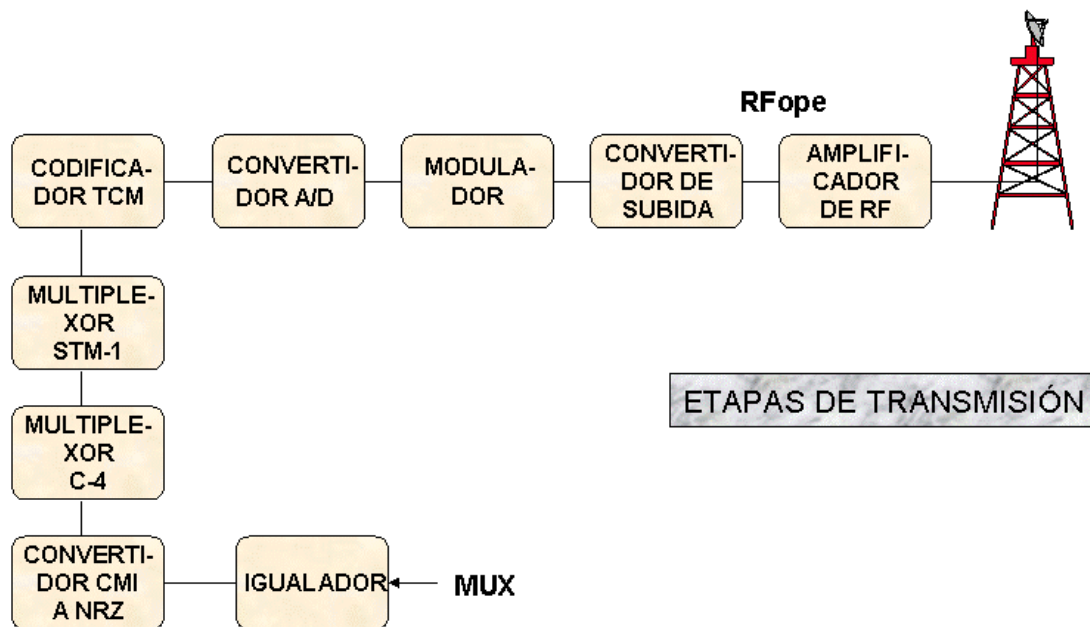 RFope
CODIFICA-
DOR TCM
CONVERTI-
DOR A/D
MODULA-
DOR
CONVERTI-
DOR DE
SUBIDA
AMPLIFI-
CADOR
DE RF
MULTIPLE-
XOR
STM-1
ETAPAS DE TRANSMISIÓN
MULTIPLE-
XOR
C-4
CONVERTI-
DOR CMI
A NRZ
IGUALADOR
MUX